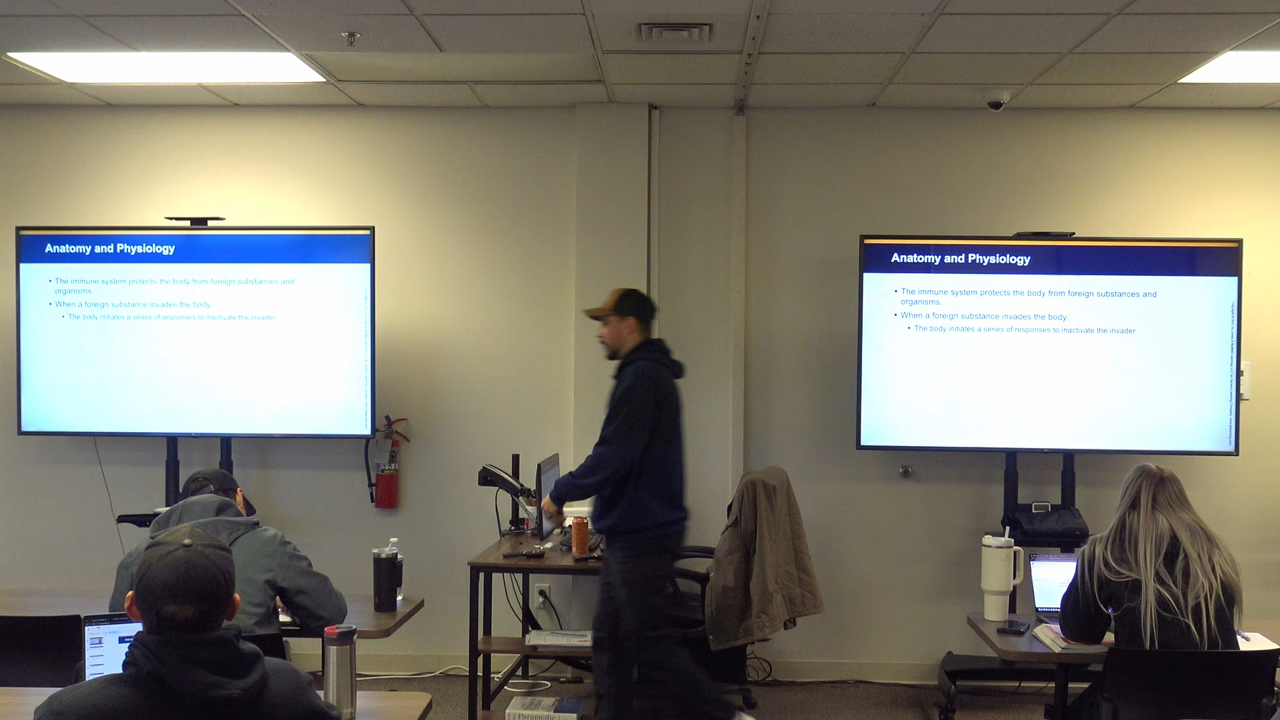 Anatomy and Physiology
• The immune system protects the body from foreign substances and
organisms.
• When a foreign substance invades the body:
• The body initiates a series of responses to inactivate the invader.
Anatomy and Physiology
• The immune system protects the body from foreign substances and
organisms.
• When a foreign substance invades the body:
• The body initiates a series of responses to inactivate the invader.
Paramedic